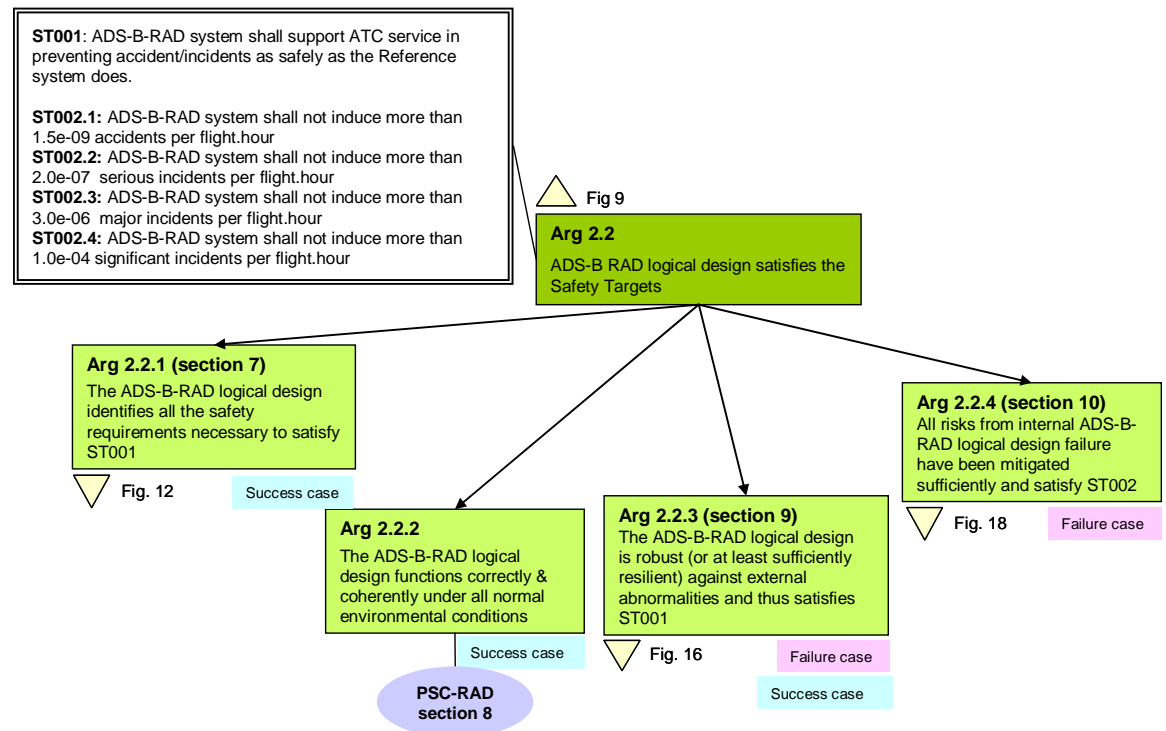 ST001: ADS-B-RAD system shall support ATC service in
preventing accident/incidents as safely as the Reference
system does.
ST002.1: ADS-B-RAD system shall not induce more than
1.5e-09 accidents per flight.hour
ST002.2: ADS-B-RAD system shall not induce more than
2.0e-07 serious incidents per flight.hour
ST002.3: ADS-B-RAD system shall not induce more than
3.0e-06 major incidents per flight.hour
ST002.4: ADS-B-RAD system shall not induce more than
1.0e-04 significant incidents per flight.hour
Fig 9
Arg 2.2
ADS-B RAD logical design satisfies the
Safety Targets
Arg 2.2.1 (section 7)
The ADS-B-RAD logical design
identifies all the safety
requirements necessary to satisfy
ST001
Fig. 12
Success case
Arg 2.2.2
The ADS-B-RAD logical
design functions correctly &
coherently under all normal
environmental conditions
Success case
PSC-RAD
section 8
Arg 2.2.3 (section 9)
The ADS-B-RAD logical design
is robust (or at least sufficiently
resilient) against external
abnormalities and thus satisfies
ST001
Fig. 16
Failure case
Success case
Arg 2.2.4 (section 10)
All risks from internal ADS-B-
RAD logical design failure
have been mitigated
sufficiently and satisfy ST002
Fig. 18
Failure case